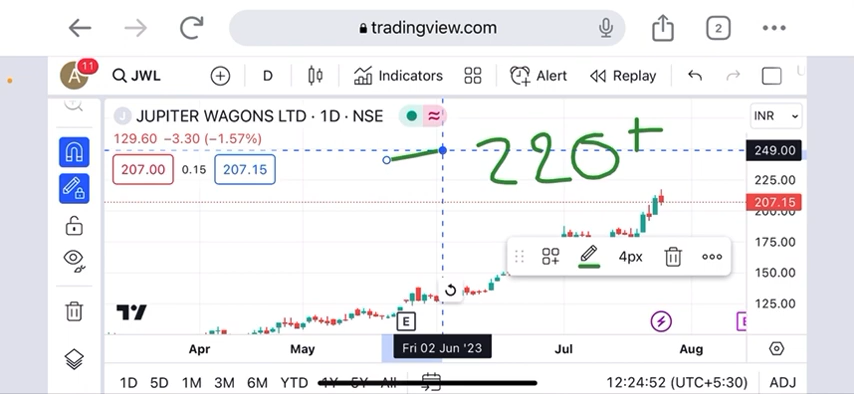 tradingview.com
2
A
11
JWL
D
Indicators
Alert
Replay
JUPITER WAGONS LTD · 1D · NSE
INR
129.60 −3.30 (−1.57%)
207.00
0.15
207.15
220+
249.00
225.00
207.15
200.00
175.00
150.00
125.00
4px
E
E
Apr
May
Fri 02 Jun '23
Jul
Aug
1D 5D 1M 3M 6M YTD 1Y 5Y All
12:24:52 (UTC+5:30)
ADJ